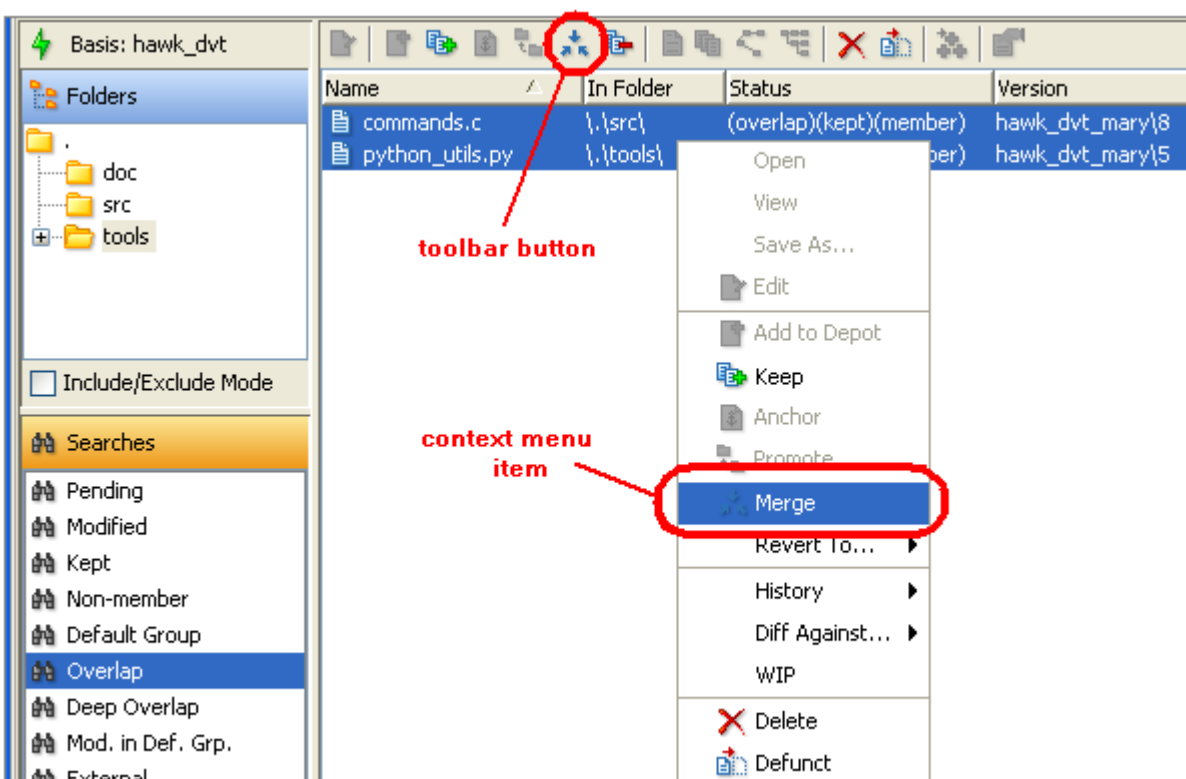 Basis: hawk_dvt
Folders
.
doc
src
tools
Include/Exclude Mode
Searches
Pending
Modified
Kept
Non-member
Default Group
Overlap
Deep Overlap
Mod. in Def. Grp.
External
Name In Folder Status Version
commands.c \.\src\ (overlap)(kept)(member) hawk_dvt_mary\8
python_utils.py \.\tools\ ber) hawk_dvt_mary\5
toolbar button
context menu
item
Open
View
Save As...
Edit
Add to Depot
Keep
Anchor
Promote
Merge
Revert To...
History
Diff Against...
WIP
Delete
Defunct